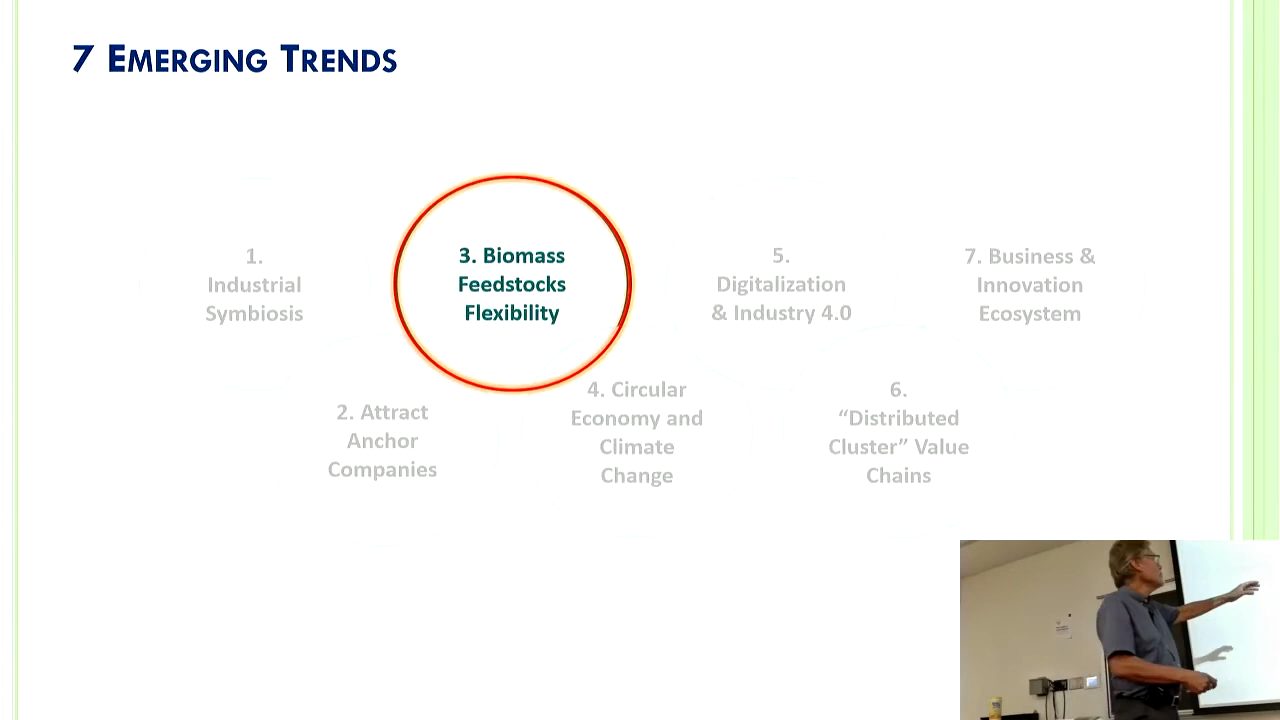 7 EMERGING TRENDS
1.
Industrial
Symbiosis
2. Attract
Anchor
Companies
3. Biomass
Feedstocks
Flexibility
4. Circular
Economy and
Climate
Change
5.
Digitalization
& Industry 4.0
6.
“Distributed
Cluster” Value
Chains
7. Business &
Innovation
Ecosystem